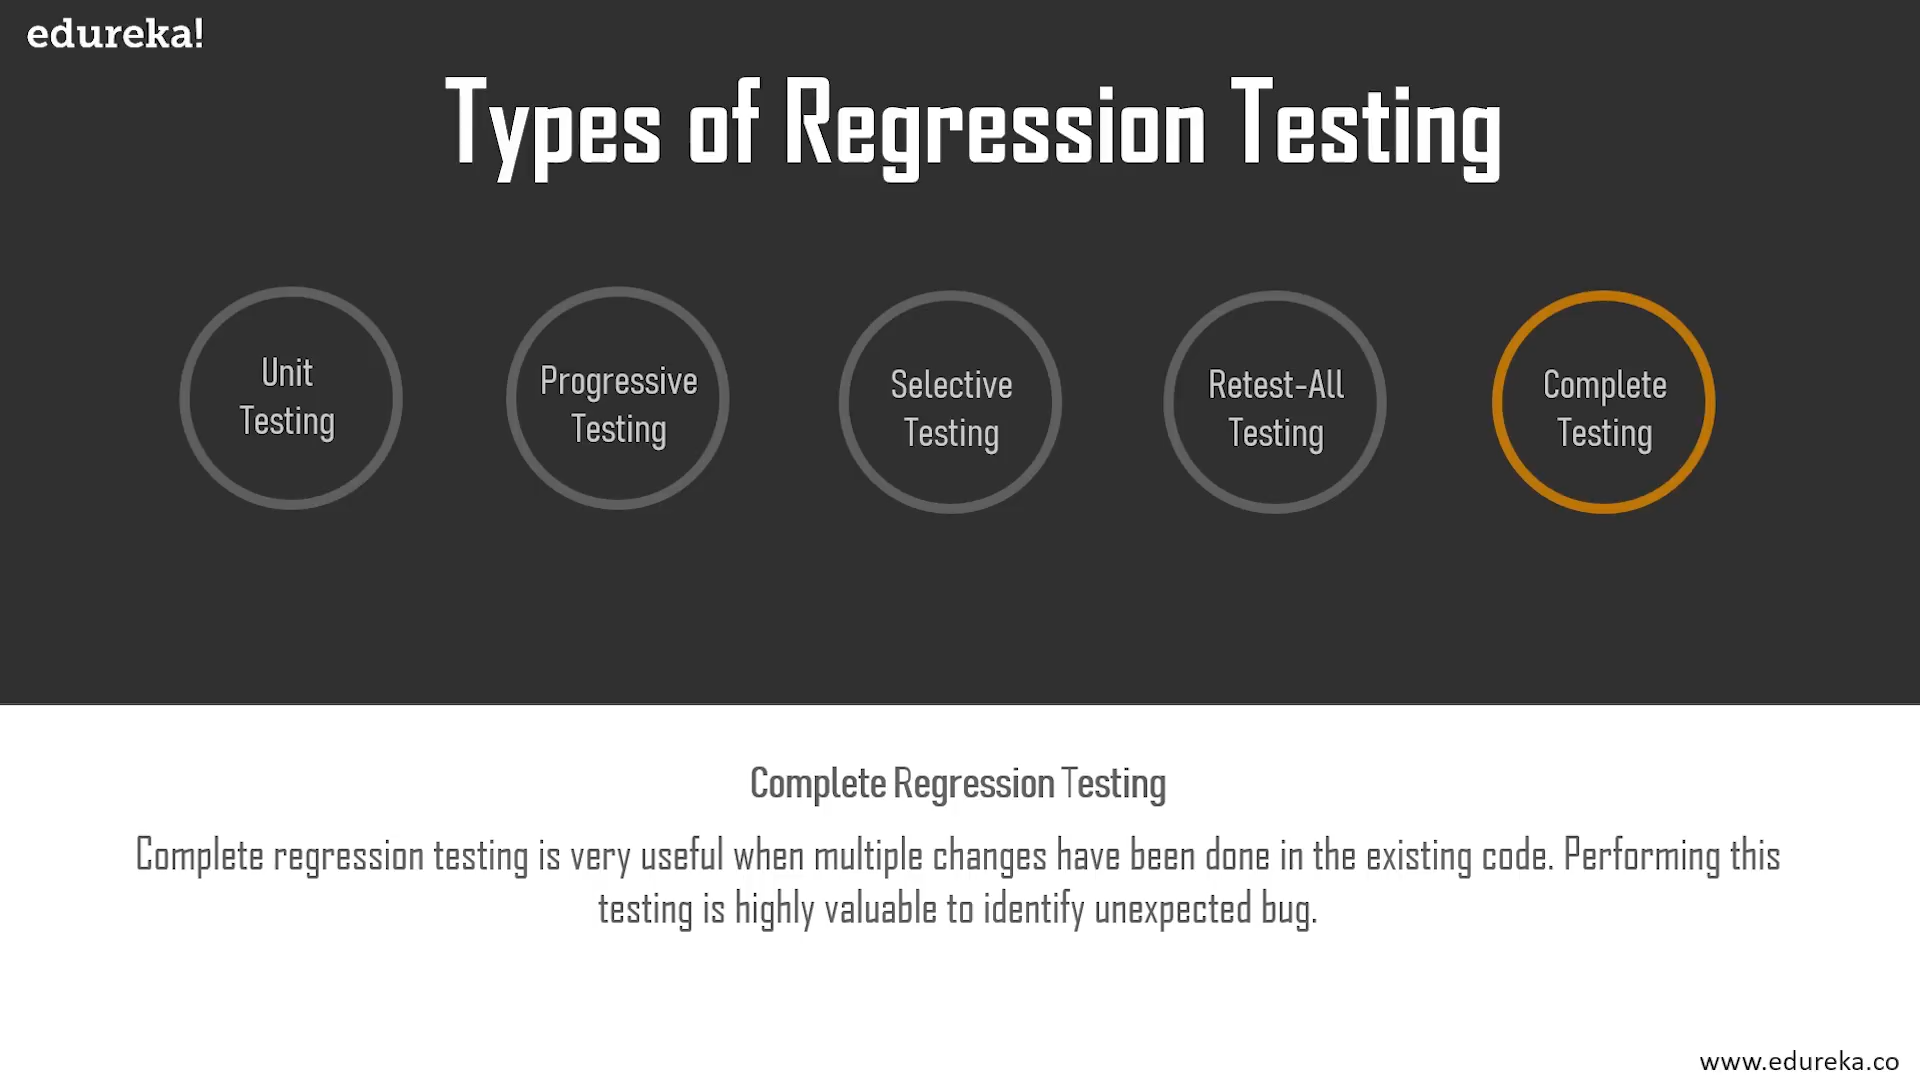 edureka!
Types of Regression Testing
Unit
Testing
Progressive
Testing
Selective
Testing
Retest-All
Testing
Complete
Testing
Complete Regression Testing
Complete regression testing is very useful when multiple changes have been done in the existing code. Performing this
testing is highly valuable to identify unexpected bug.
www.edureka.co